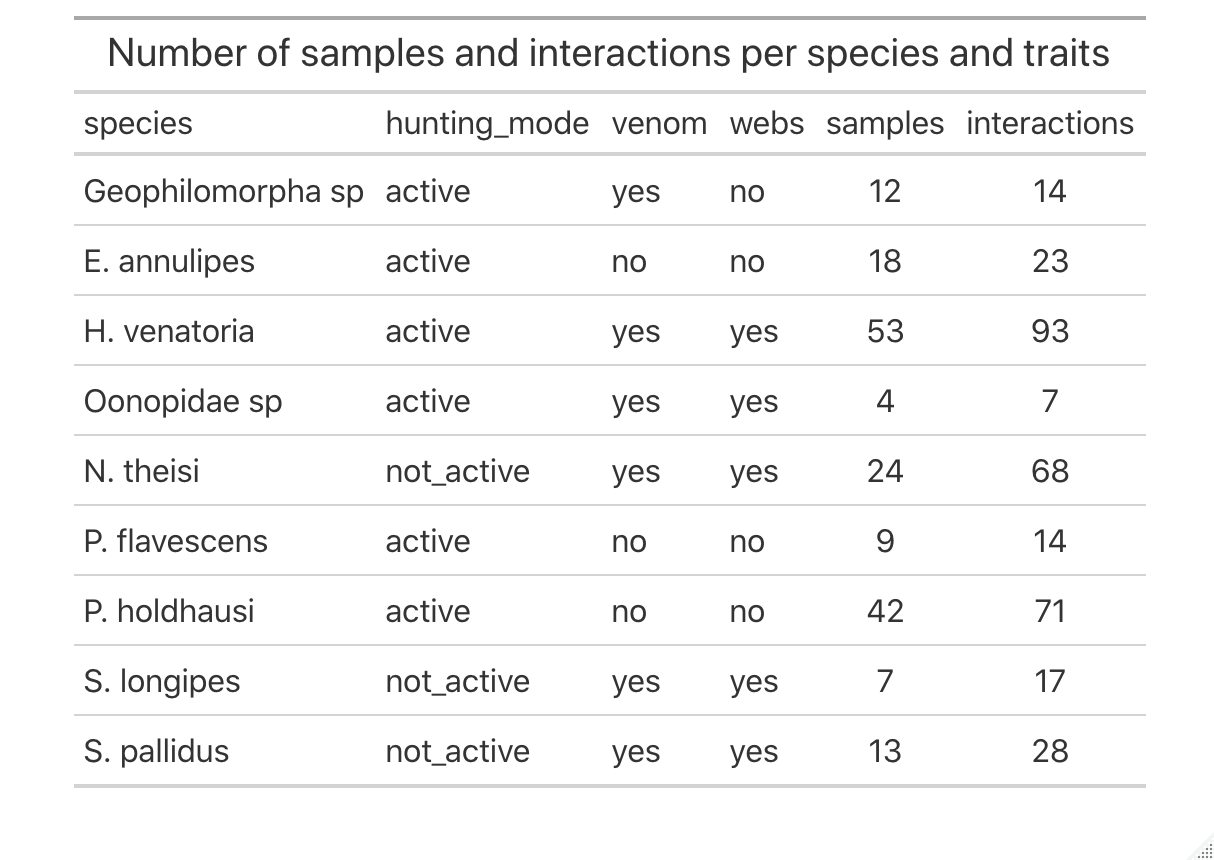 Number of samples and interactions per species and traits
species hunting_mode venom webs samples interactions
Geophilomorpha sp active yes no 12 14
E. annulipes active no no 18 23
H. venatoria active yes yes 53 93
Oonopidae sp active yes yes 4 7
N. theisi not_active yes yes 24 68
P. flavescens active no no 9 14
P. holdhausi active no no 42 71
S. longipes not_active yes yes 7 17
S. pallidus not_active yes yes 13 28